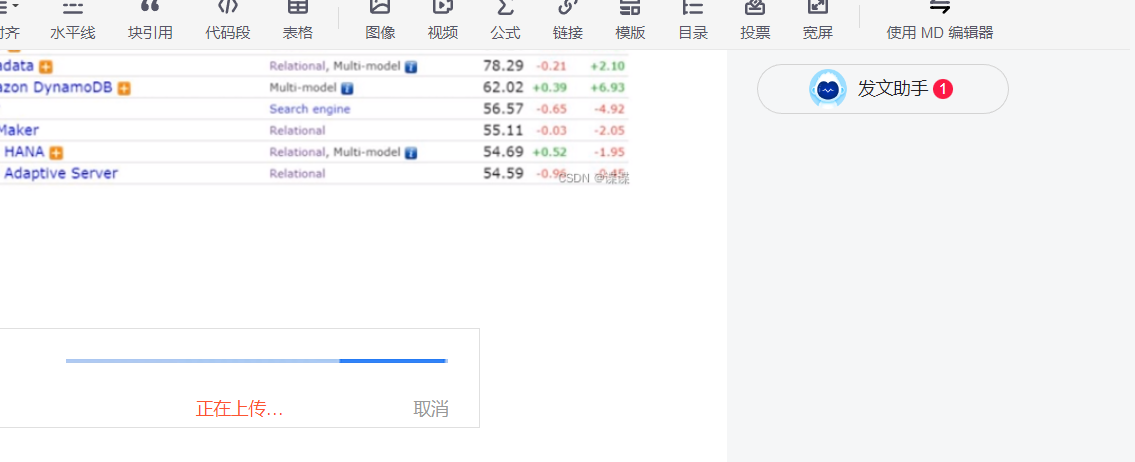 对齐 水平线 块引用 代码段 表格 图像 视频 公式 链接 模版 目录 投票 宽屏 使用 MD 编辑器
adata Relational, Multi-model 78.29 -0.21 +2.10
azon DynamoDB Multi-model 62.02 +0.39 +6.93
Search engine 56.57 -0.65 -4.92
Maker Relational 55.11 -0.03 -2.05
HANA Relational, Multi-model 54.69 +0.52 -1.95
Adaptive Server Relational 54.59 -0.96 -0.45
CSDN @谍谍
发文助手 1
正在上传... 取消